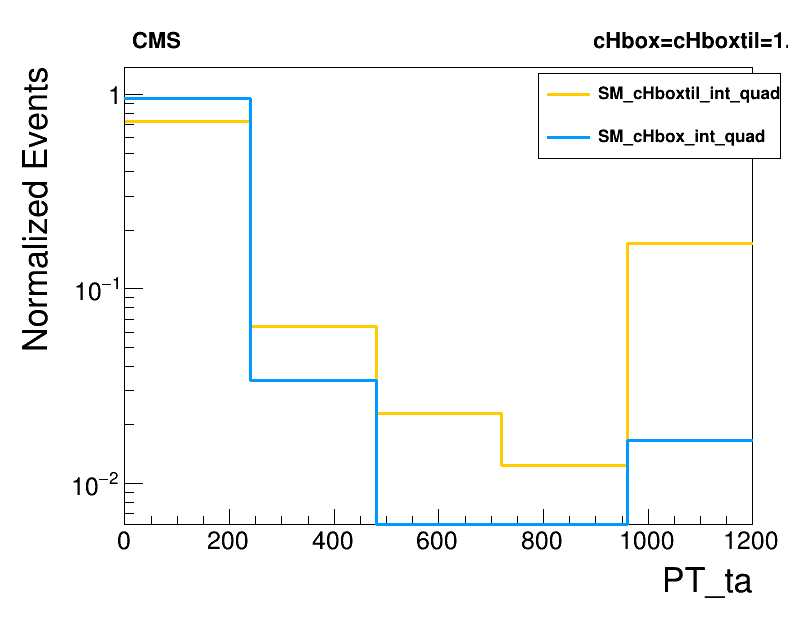 CMS
cHbox=cHboxtil=1.
SM_cHboxtil_int_quad
SM_cHbox_int_quad
Normalized Events
1
10⁻¹
10⁻²
0 200 400 600 800 1000 1200
PT_ta